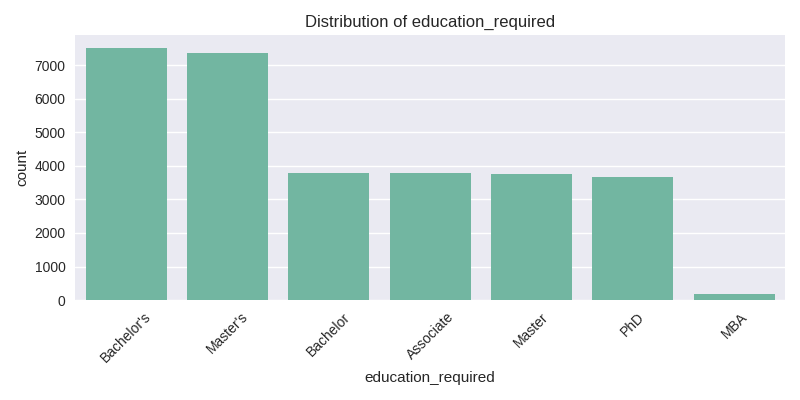 Distribution of education_required
7000
6000
5000
4000
3000
2000
1000
0
count
Bachelor's
Master's
Bachelor
Associate
Master
PhD
MBA
education_required